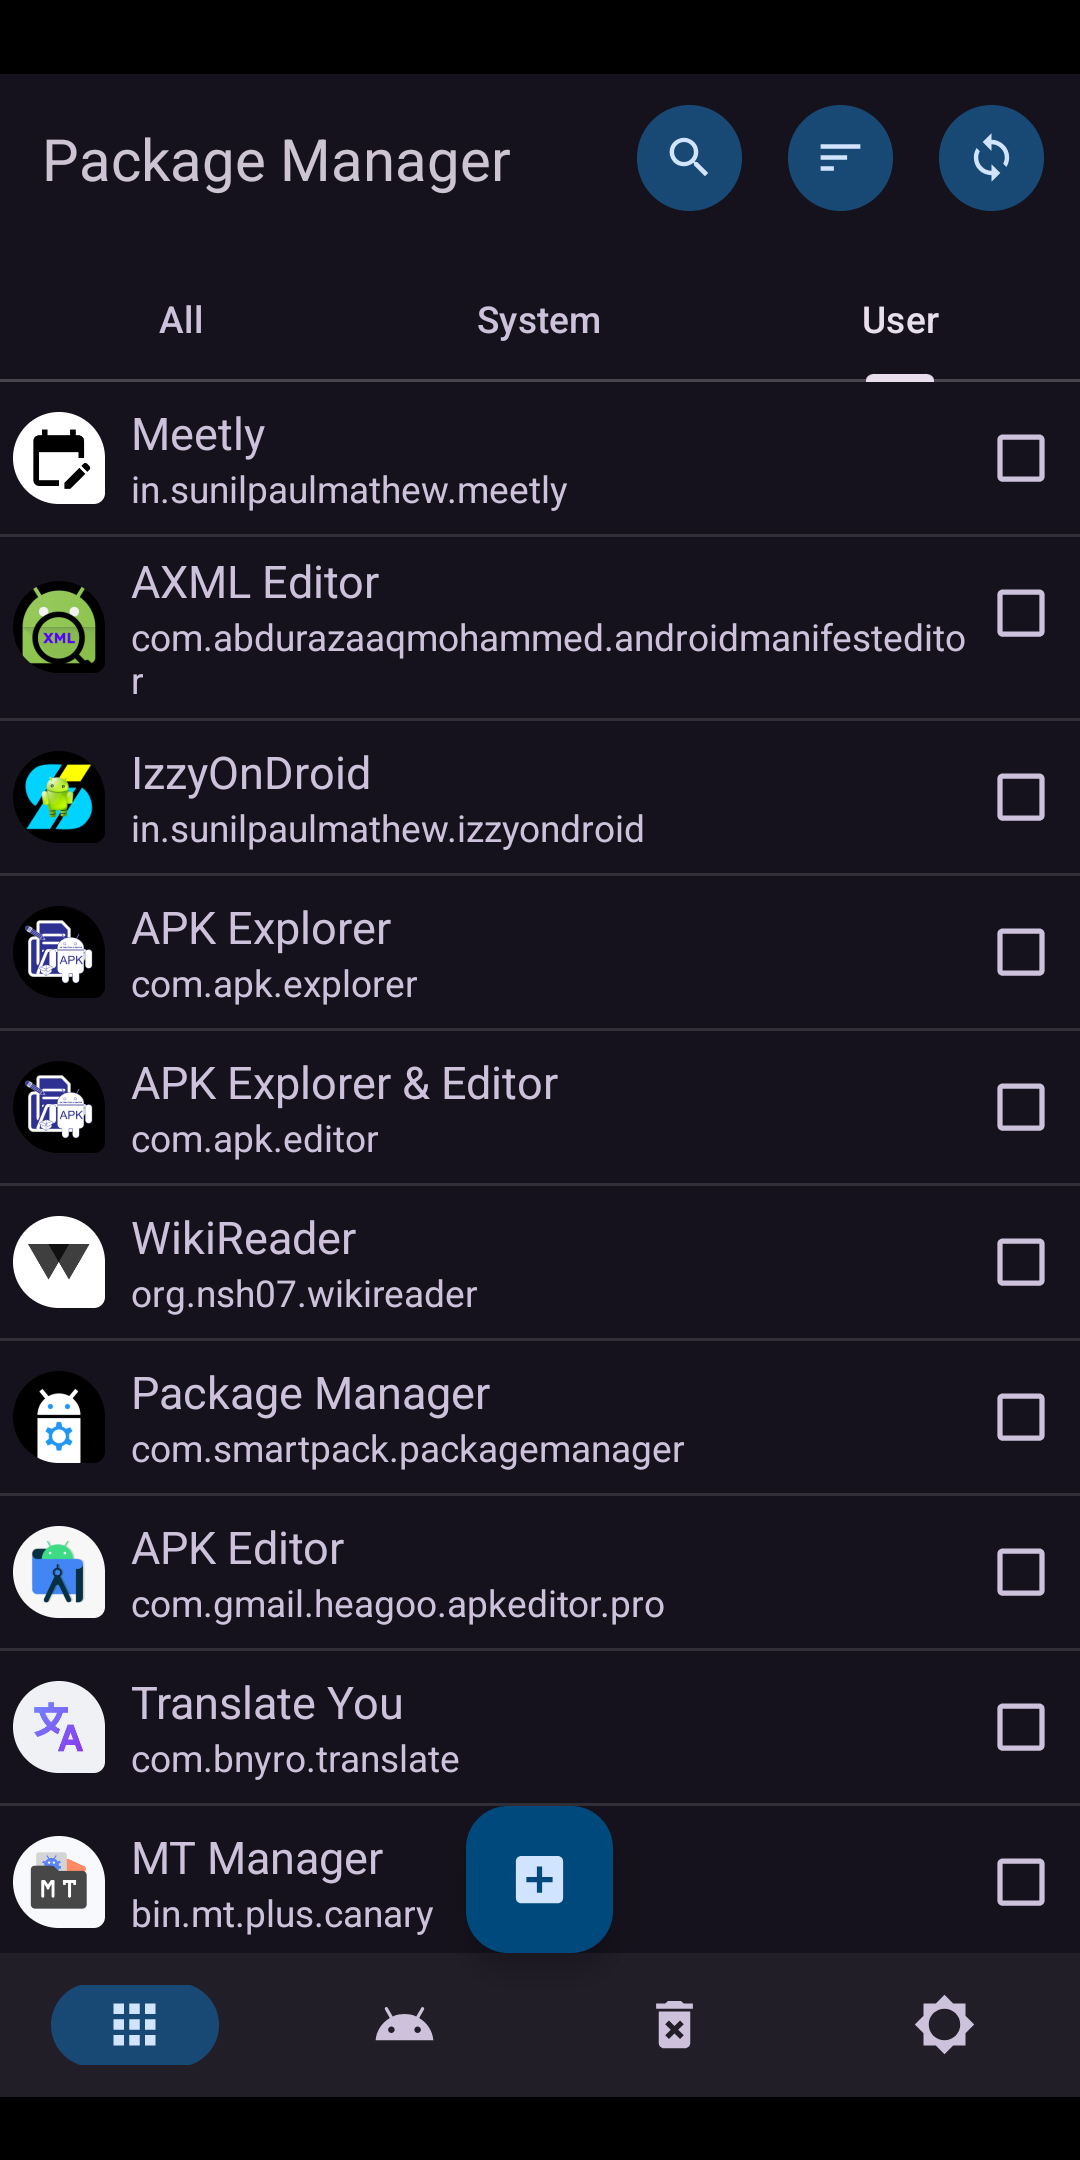 Package Manager
All
System
User
Meetly
in.sunilpaulmathew.meetly
XML
AXML Editor
com.abdurazaaqmohammed.androidmanifestedito
r
IzzyOnDroid
in.sunilpaulmathew.izzyondroid
APK
APK Explorer
com.apk.explorer
APK
APK Explorer & Editor
com.apk.editor
WikiReader
org.nsh07.wikireader
Package Manager
com.smartpack.packagemanager
APK Editor
com.gmail.heagoo.apkeditor.pro
文A
Translate You
com.bnyro.translate
MT
MT Manager
bin.mt.plus.canary